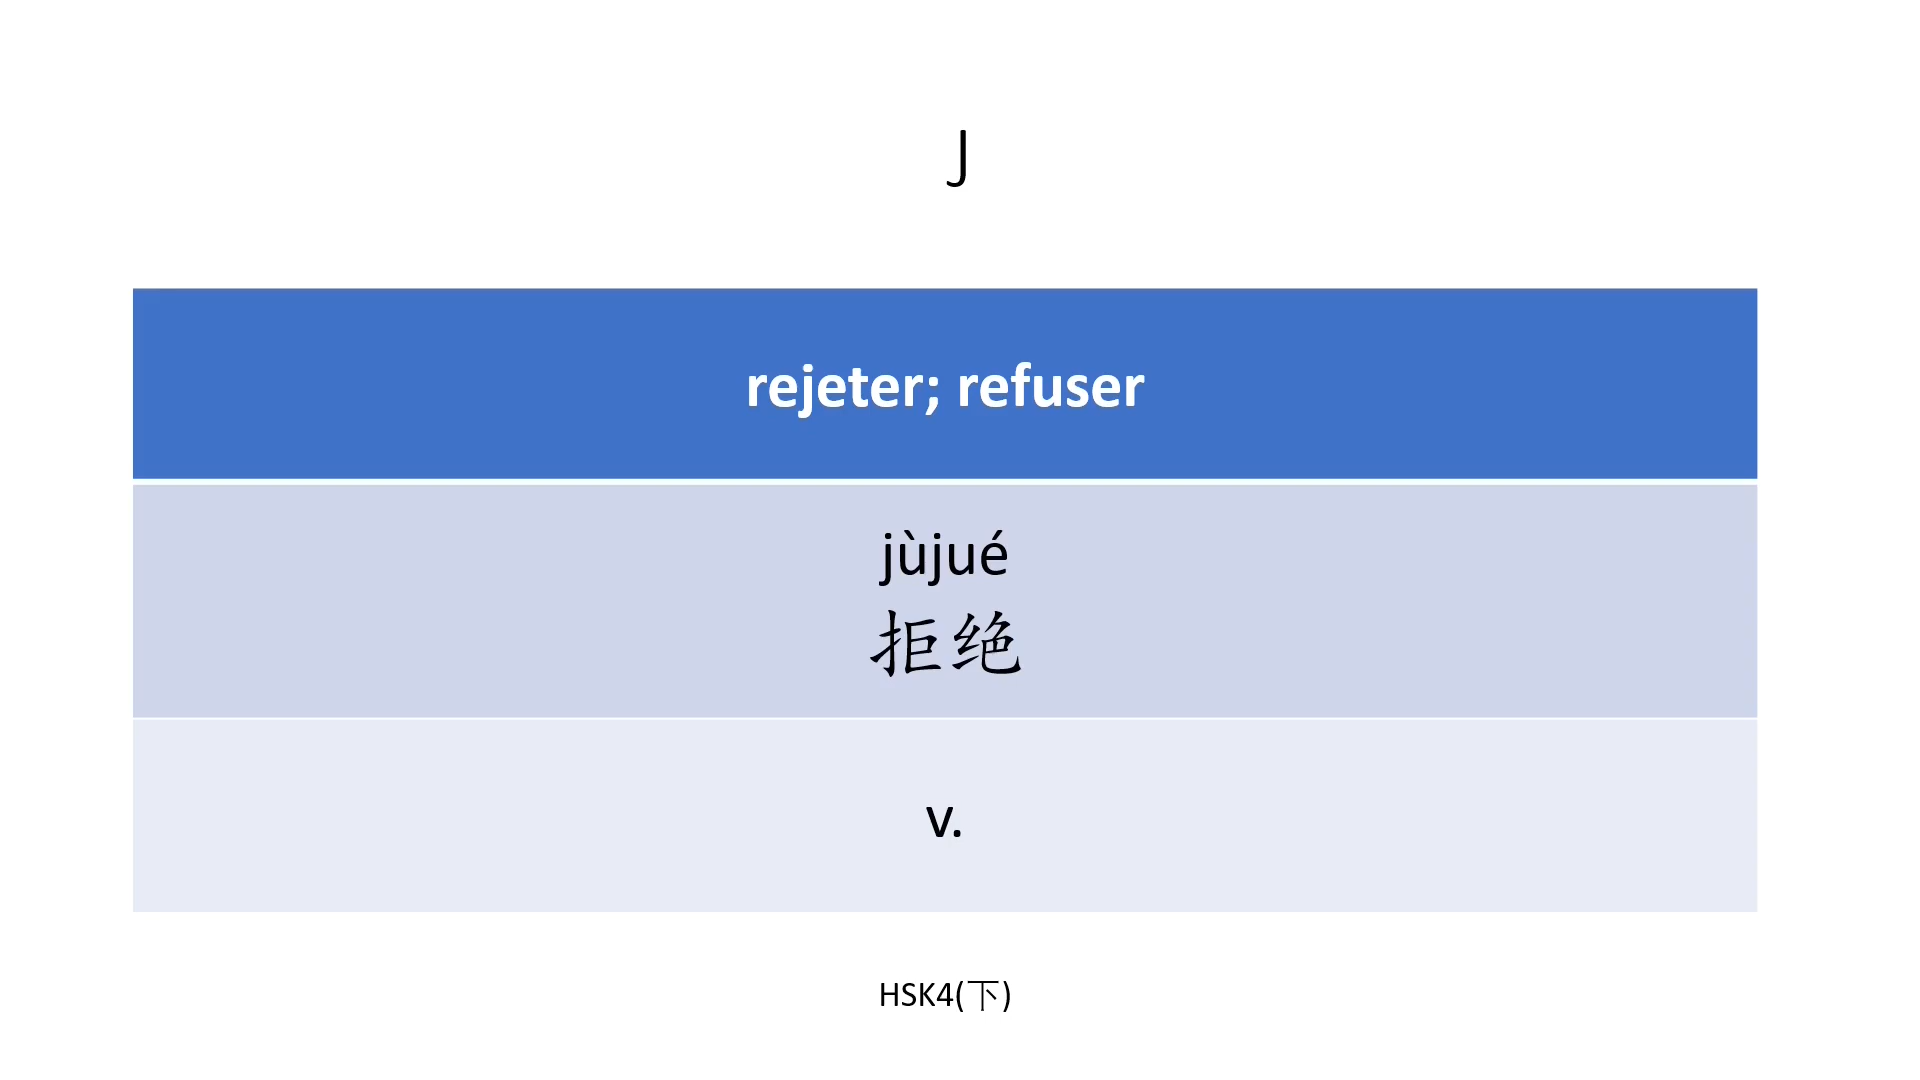 J
rejeter; refuser
jùjué
拒绝
v.
HSK4(下)